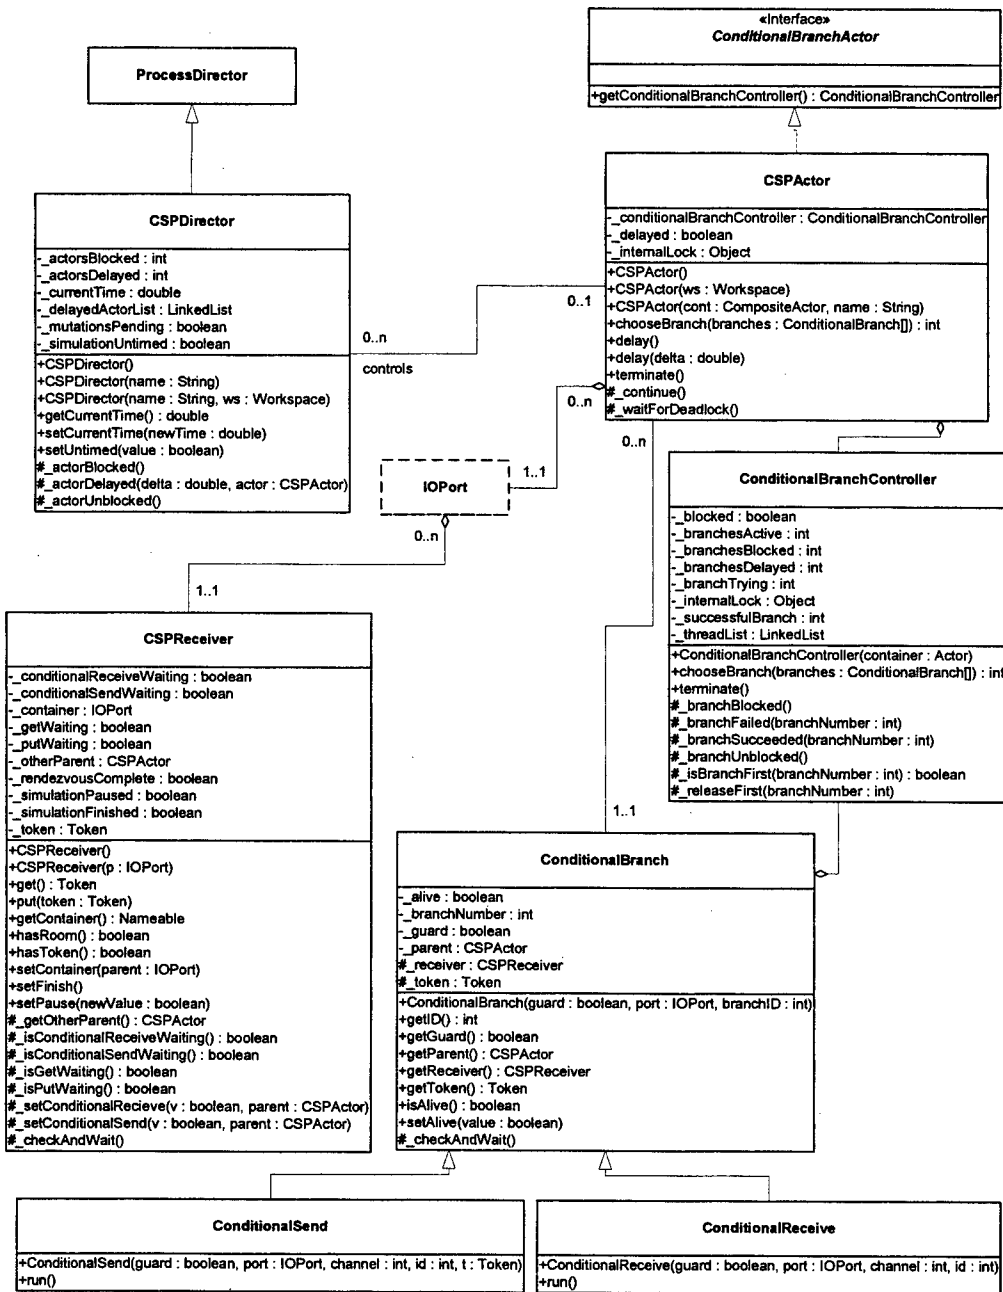 «Interface»
ConditionalBranchActor
+getConditionalBranchController() : ConditionalBranchController
ProcessDirector
CSPDirector
-_actorsBlocked : int
-_actorsDelayed : int
-_currentTime : double
-_delayedActorList : LinkedList
-_mutationsPending : boolean
-_simulationUntimed : boolean
+CSPDirector()
+CSPDirector(name : String)
+CSPDirector(name : String, ws : Workspace)
+getCurrentTime() : double
+setCurrentTime(newTime : double)
+setUntimed(value : boolean)
#_actorBlocked()
#_actorDelayed(delta : double, actor : CSPActor)
#_actorUnblocked()
CSPActor
-_conditionalBranchController : ConditionalBranchController
-_delayed : boolean
-_internalLock : Object
+CSPActor()
+CSPActor(ws : Workspace)
+CSPActor(cont : CompositeActor, name : String)
+chooseBranch(branches : ConditionalBranch[]) : int
+delay()
+delay(delta : double)
+terminate()
#_continue()
#_waitForDeadlock()
0..1
0..n
controls
0..n
1..1
0..n
IOPort
0..n
1..1
ConditionalBranchController
-_blocked : boolean
-_branchesActive : int
-_branchesBlocked : int
-_branchesDelayed : int
-_branchTrying : int
-_internalLock : Object
-_successfulBranch : int
-_threadList : LinkedList
+ConditionalBranchController(container : Actor)
+chooseBranch(branches : ConditionalBranch[]) : int
+terminate()
#_branchBlocked()
#_branchFailed(branchNumber : int)
#_branchSucceeded(branchNumber : int)
#_branchUnblocked()
#_isBranchFirst(branchNumber : int) : boolean
#_releaseFirst(branchNumber : int)
CSPReceiver
-_conditionalReceiveWaiting : boolean
-_conditionalSendWaiting : boolean
-_container : IOPort
-_getWaiting : boolean
-_putWaiting : boolean
-_otherParent : CSPActor
-_rendezvousComplete : boolean
-_simulationPaused : boolean
-_simulationFinished : boolean
-_token : Token
+CSPReceiver()
+CSPReceiver(p : IOPort)
+get() : Token
+put(token : Token)
+getContainer() : Nameable
+hasRoom() : boolean
+hasToken() : boolean
+setContainer(parent : IOPort)
+setFinish()
+setPause(newValue : boolean)
#_getOtherParent() : CSPActor
#_isConditionalReceiveWaiting() : boolean
#_isConditionalSendWaiting() : boolean
#_isGetWaiting() : boolean
#_isPutWaiting() : boolean
#_setConditionalRecieve(v : boolean, parent : CSPActor)
#_setConditionalSend(v : boolean, parent : CSPActor)
#_checkAndWait()
1..1
ConditionalBranch
-_alive : boolean
-_branchNumber : int
-_guard : boolean
-_parent : CSPActor
#_receiver : CSPReceiver
#_token : Token
+ConditionalBranch(guard : boolean, port : IOPort, branchID : int)
+getID() : int
+getGuard() : boolean
+getParent() : CSPActor
+getReceiver() : CSPReceiver
+getToken() : Token
+isAlive() : boolean
+setAlive(value : boolean)
#_checkAndWait()
ConditionalSend
+ConditionalSend(guard : boolean, port : IOPort, channel : int, id : int, t : Token)
+run()
ConditionalReceive
+ConditionalReceive(guard : boolean, port : IOPort, channel : int, id : int)
+run()